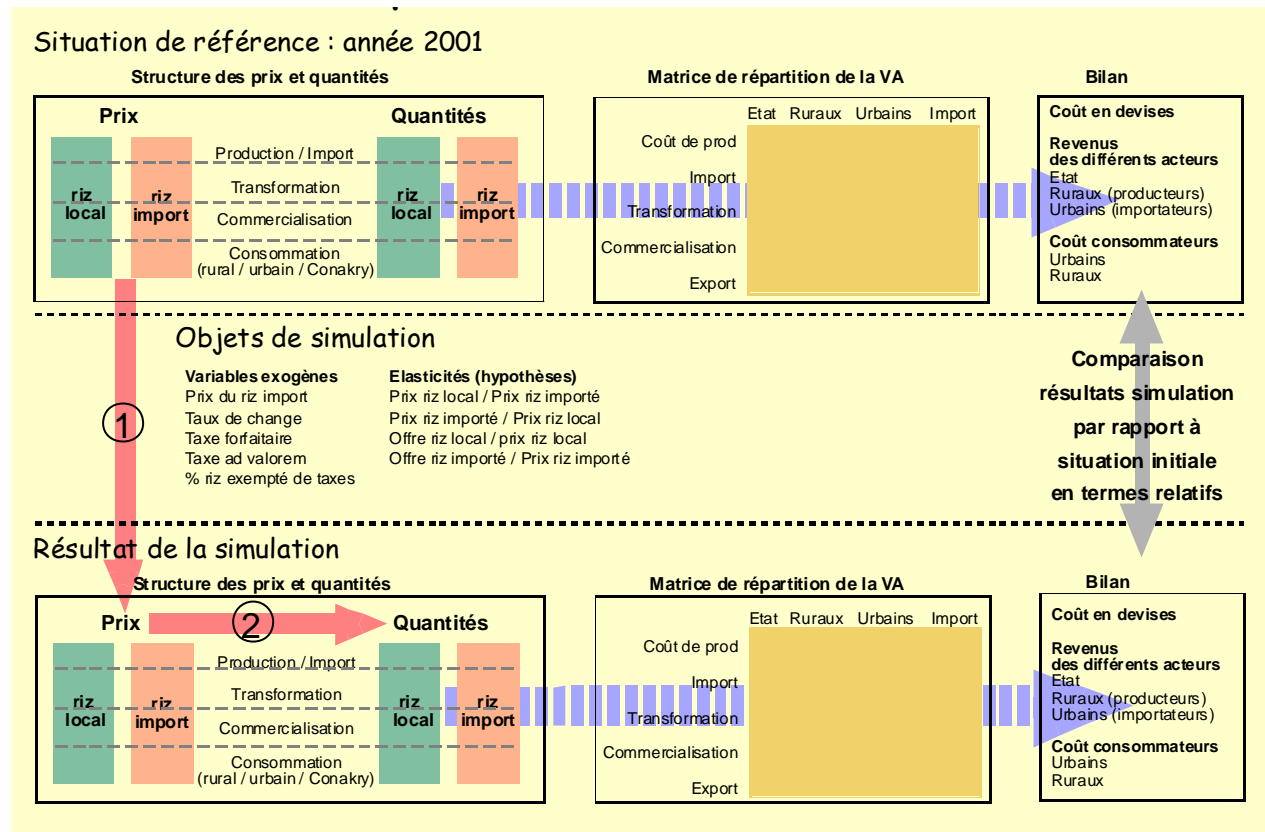 Situation de référence : année 2001
Structure des prix et quantités
Matrice de répartition de la VA
Bilan
Prix
Quantités
riz
local
riz
import
Production / Import
Transformation
Commercialisation
Consommation
(rural / urbain / Conakry)
riz
local
riz
import
Etat Ruraux Urbains Import
Coût de prod
Import
Transformation
Commercialisation
Export
Coût en devises
Revenus
des différents acteurs
Etat
Ruraux (producteurs)
Urbains (importateurs)
Coût consommateurs
Urbains
Ruraux
Objets de simulation
Variables exogènes
Prix du riz import
Taux de change
Taxe forfaitaire
Taxe ad valorem
% riz exempté de taxes
Elasticités (hypothèses)
Prix riz local / Prix riz importé
Prix riz importé / Prix riz local
Offre riz local / prix riz local
Offre riz importé / Prix riz importé
1
Comparaison
résultats simulation
par rapport à
situation initiale
en termes relatifs
Résultat de la simulation
Structure des prix et quantités
Matrice de répartition de la VA
Bilan
Prix
2
Quantités
riz
local
riz
import
Production / Import
Transformation
Commercialisation
Consommation
(rural / urbain / Conakry)
riz
local
riz
import
Etat Ruraux Urbains Import
Coût de prod
Import
Transformation
Commercialisation
Export
Coût en devises
Revenus
des différents acteurs
Etat
Ruraux (producteurs)
Urbains (importateurs)
Coût consommateurs
Urbains
Ruraux